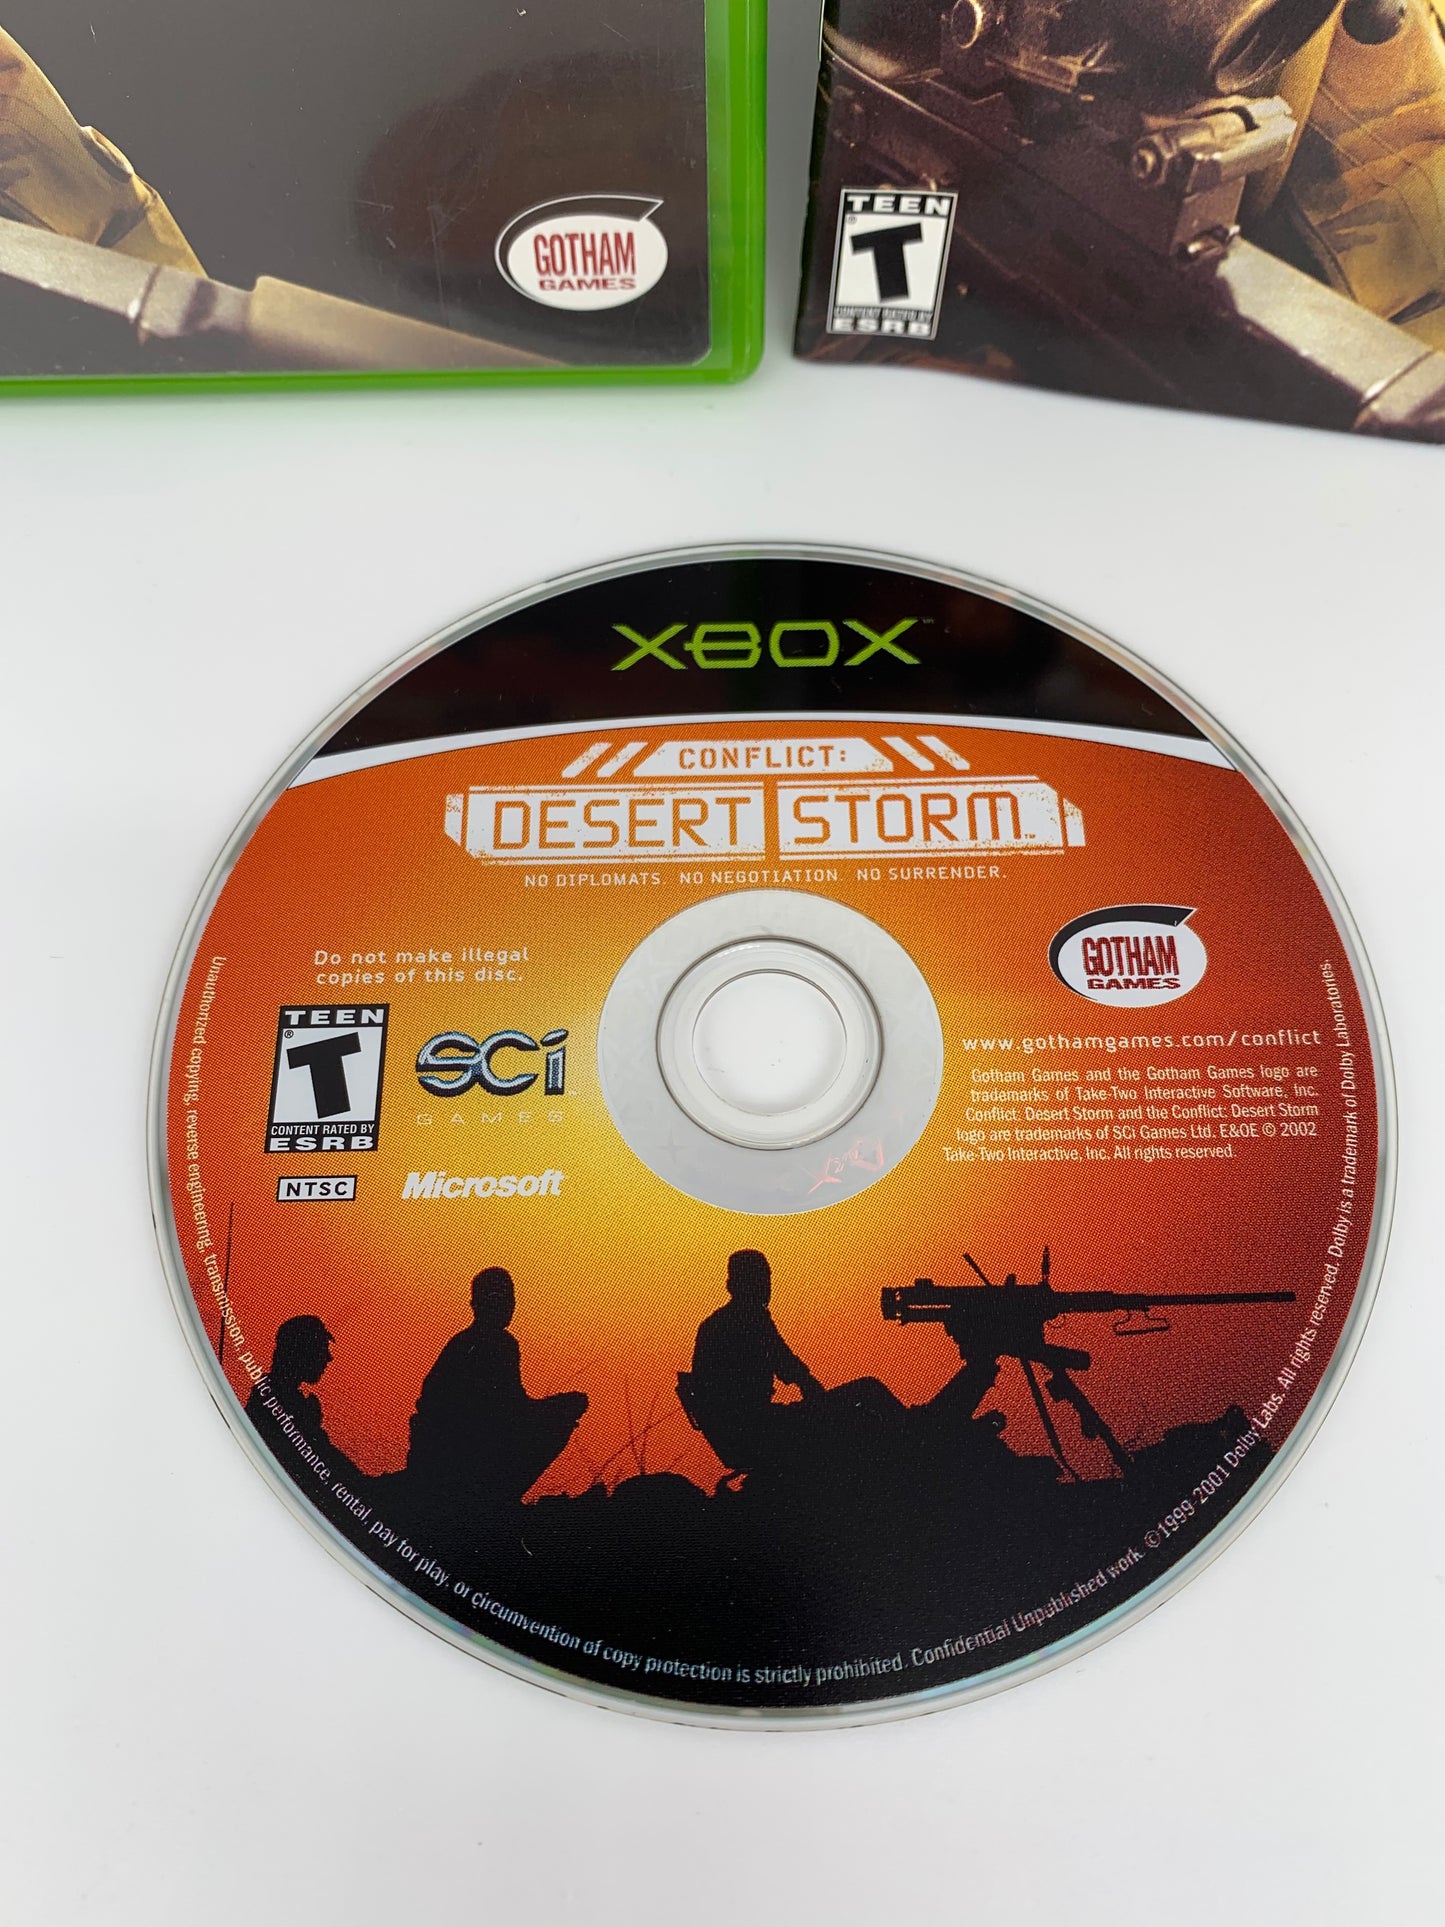 GOTHAM
GAMES
TEEN
T
®
CONTENT RATED BY
ESRB
XBOX™
CONFLICT:
DESERT STORM™
NO DIPLOMATS. NO NEGOTIATION. NO SURRENDER.
Do not make illegal
copies of this disc.
TEEN
T
®
CONTENT RATED BY
ESRB
NTSC
SCi
GAMES
Microsoft
GOTHAM
GAMES
www.gothamgames.com/conflict
Gotham Games and the Gotham Games logo are
trademarks of Take-Two Interactive Software, Inc.
Conflict: Desert Storm and the Conflict: Desert Storm
logo are trademarks of SCi Games Ltd. E&OE © 2002
Take-Two Interactive, Inc. All rights reserved.
Unauthorized copying, reverse engineering, transmission, public performance, rental, pay for play, or circumvention of copy protection is strictly prohibited. Confidential Unpublished work. ©1999-2001 Dolby Labs. All rights reserved. Dolby is a trademark of Dolby Laboratories.